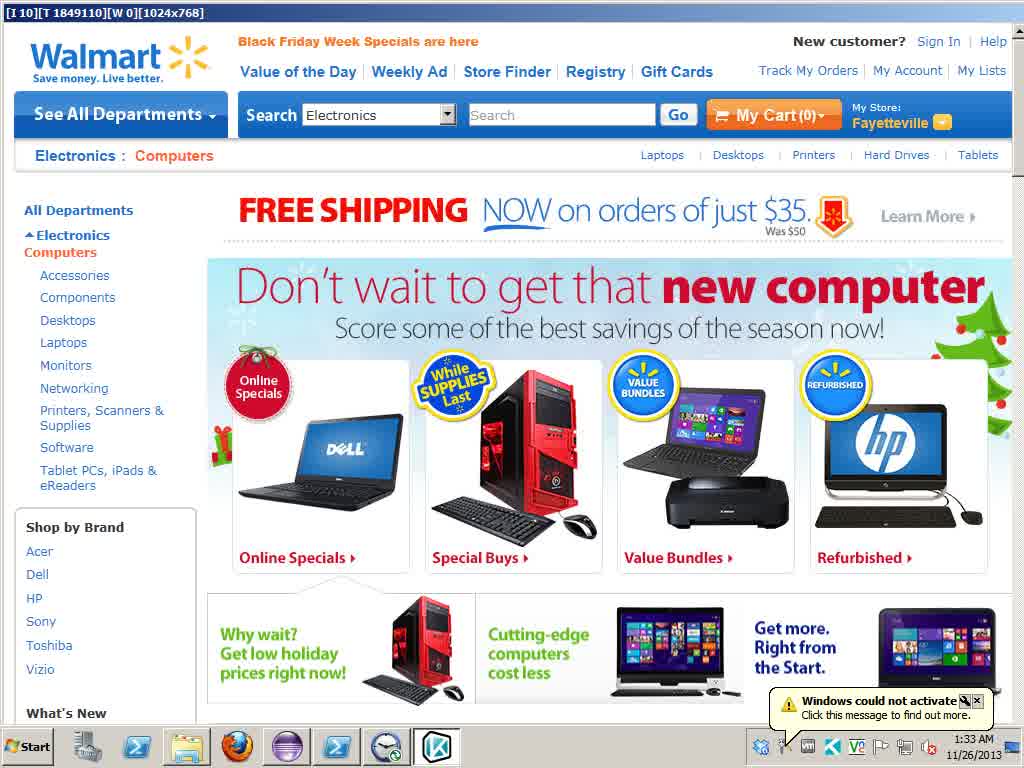 [I 10][T 1849110][W 0][1024x768]
Walmart
Save money. Live better.
Black Friday Week Specials are here
New customer? Sign In | Help
Value of the Day | Weekly Ad | Store Finder | Registry | Gift Cards
Track My Orders | My Account | My Lists
See All Departments
Search Electronics Search Go My Cart (0)
My Store:
Fayetteville
Electronics : Computers
Laptops | Desktops | Printers | Hard Drives | Tablets
All Departments
Electronics
Computers
Accessories
Components
Desktops
Laptops
Monitors
Networking
Printers, Scanners &
Supplies
Software
Tablet PCs, iPads &
eReaders
Shop by Brand
Acer
Dell
HP
Sony
Toshiba
Vizio
What's New
FREE SHIPPING NOW on orders of just $35.
Was $50
Learn More
Don't wait to get that new computer
Score some of the best savings of the season now!
Online
Specials
DELL
Online Specials
While
SUPPLIES
Last
Special Buys
VALUE
BUNDLES
Value Bundles
REFURBISHED
hp
Refurbished
Why wait?
Get low holiday
prices right now!
Cutting-edge
computers
cost less
Get more.
Right from
the Start.
Windows could not activate
Click this message to find out more.
Start
1:33 AM
11/26/2013